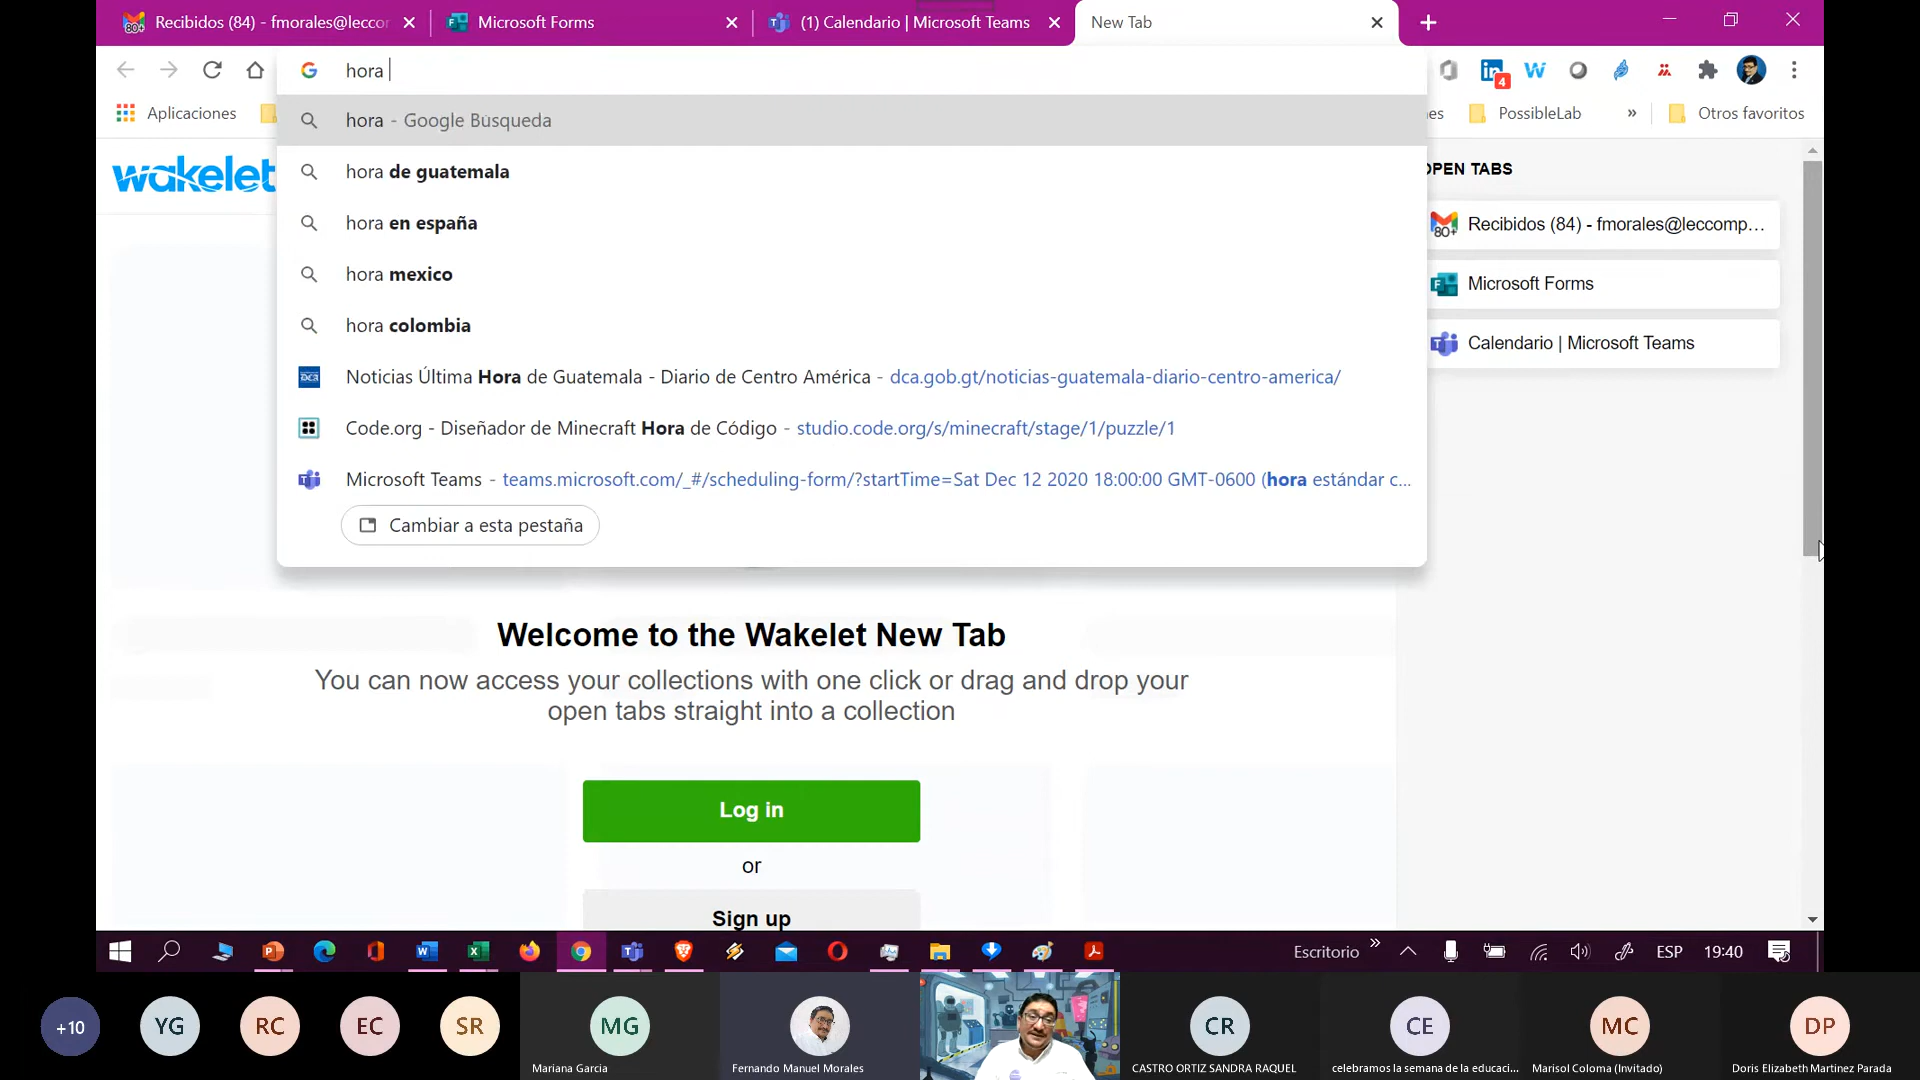 Recibidos (84) - fmorales@leccor
Microsoft Forms
(1) Calendario | Microsoft Teams
New Tab
hora
4
Aplicaciones
nes
PossibleLab
»
Otros favoritos
hora - Google Búsqueda
hora de guatemala
hora en españa
hora mexico
hora colombia
Noticias Última Hora de Guatemala - Diario de Centro América - dca.gob.gt/noticias-guatemala-diario-centro-america/
Code.org - Diseñador de Minecraft Hora de Código - studio.code.org/s/minecraft/stage/1/puzzle/1
Microsoft Teams - teams.microsoft.com/_#/scheduling-form/?startTime=Sat Dec 12 2020 18:00:00 GMT-0600 (hora estándar c...
Cambiar a esta pestaña
wakelet
OPEN TABS
80+
Recibidos (84) - fmorales@leccomp...
Microsoft Forms
Calendario | Microsoft Teams
Welcome to the Wakelet New Tab
You can now access your collections with one click or drag and drop your
open tabs straight into a collection
Log in
or
Sign up
Escritorio
»
ESP
19:40
+10
YG
RC
EC
SR
MG
CR
CE
MC
DP
Mariana Garcia
Fernando Manuel Morales
CASTRO ORTIZ SANDRA RAQUEL
celebramos la semana de la educaci...
Marisol Coloma (Invitado)
Doris Elizabeth Martinez Parada